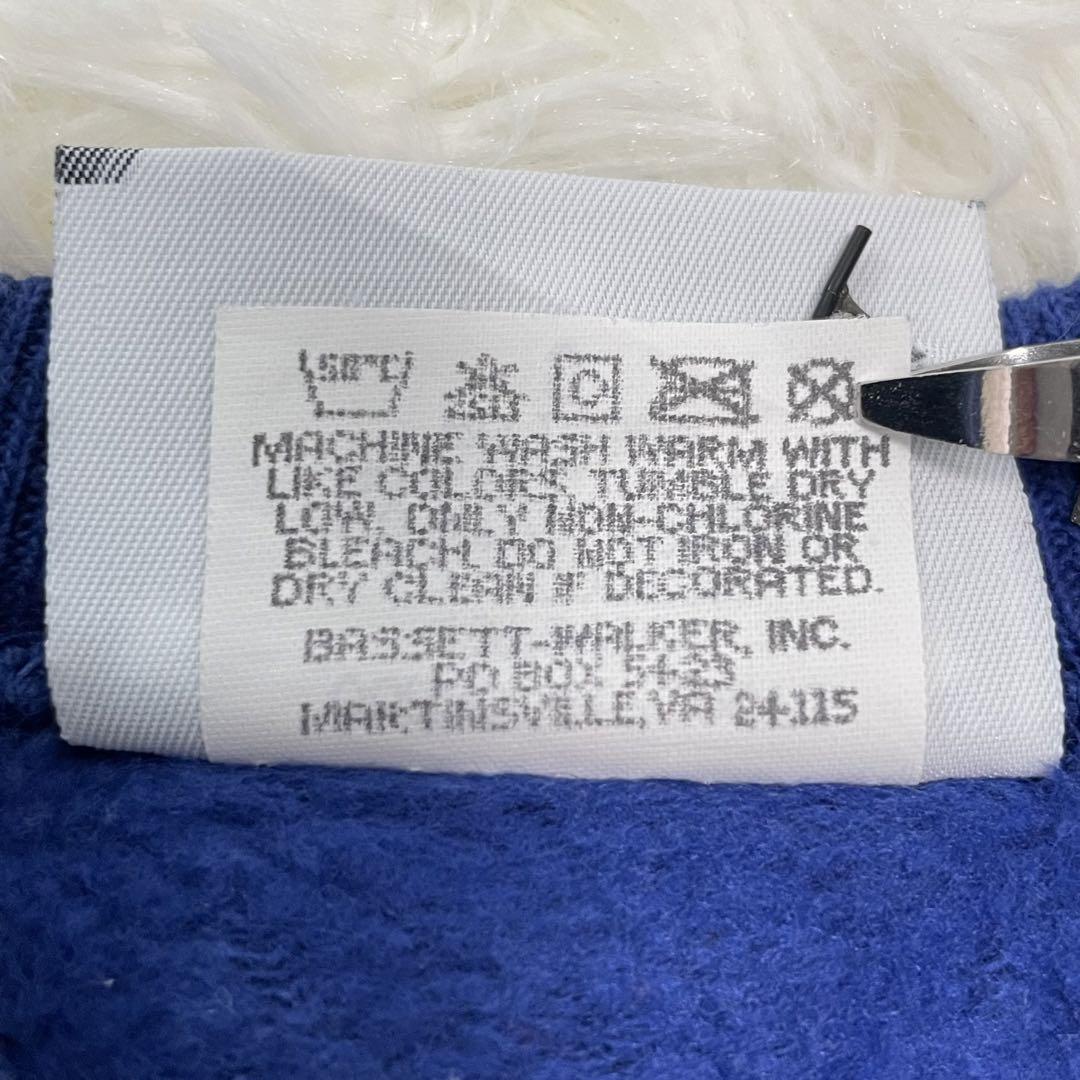 MACHINE WASH WARM WITH
LIKE COLORS, TUMBLE DRY
LOW. ONLY NON-CHLORINE
BLEACH. DO NOT IRON OR
DRY CLEAN IF DECORATED.
BASSETT-WALKER, INC.
PO BOX 5425
MARTINSVILLE, VA 24115